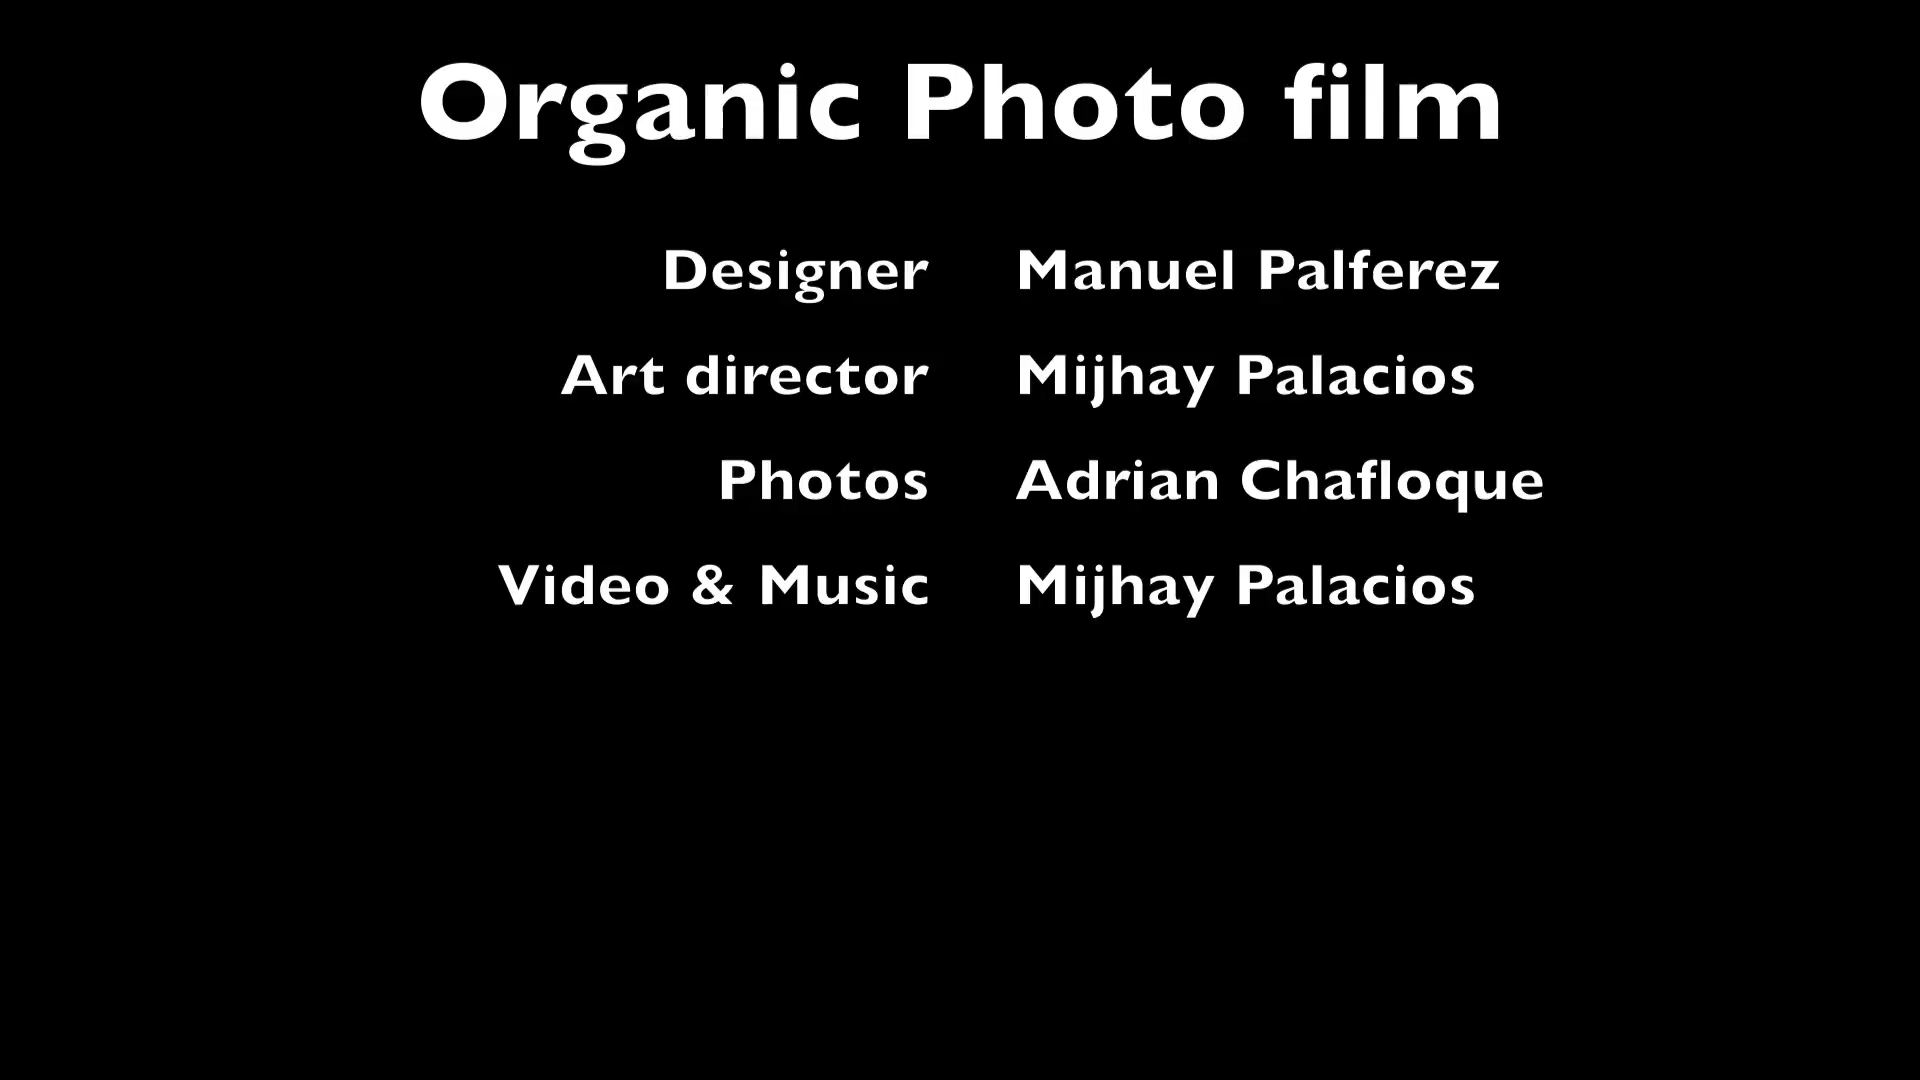 Organic Photo film
Designer Manuel Palferez
Art director Mijhay Palacios
Photos Adrian Chafloque
Video & Music Mijhay Palacios